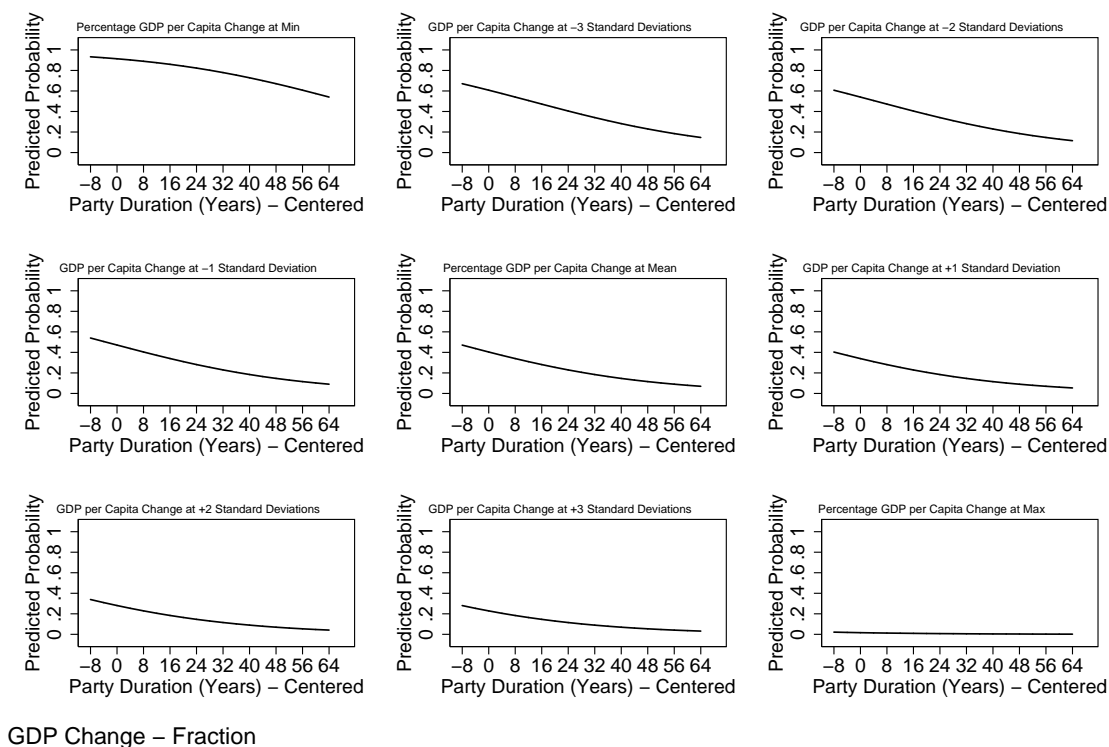 Percentage GDP per Capita Change at Min
Predicted Probability
0 .2 .4 .6 .8 1
−8 0 8 16 24 32 40 48 56 64
Party Duration (Years) − Centered
GDP per Capita Change at −3 Standard Deviations
Predicted Probability
0 .2 .4 .6 .8 1
−8 0 8 16 24 32 40 48 56 64
Party Duration (Years) − Centered
GDP per Capita Change at −2 Standard Deviations
Predicted Probability
0 .2 .4 .6 .8 1
−8 0 8 16 24 32 40 48 56 64
Party Duration (Years) − Centered
GDP per Capita Change at −1 Standard Deviation
Predicted Probability
0 .2 .4 .6 .8 1
−8 0 8 16 24 32 40 48 56 64
Party Duration (Years) − Centered
Percentage GDP per Capita Change at Mean
Predicted Probability
0 .2 .4 .6 .8 1
−8 0 8 16 24 32 40 48 56 64
Party Duration (Years) − Centered
GDP per Capita Change at +1 Standard Deviation
Predicted Probability
0 .2 .4 .6 .8 1
−8 0 8 16 24 32 40 48 56 64
Party Duration (Years) − Centered
GDP per Capita Change at +2 Standard Deviations
Predicted Probability
0 .2 .4 .6 .8 1
−8 0 8 16 24 32 40 48 56 64
Party Duration (Years) − Centered
GDP per Capita Change at +3 Standard Deviations
Predicted Probability
0 .2 .4 .6 .8 1
−8 0 8 16 24 32 40 48 56 64
Party Duration (Years) − Centered
Percentage GDP per Capita Change at Max
Predicted Probability
0 .2 .4 .6 .8 1
−8 0 8 16 24 32 40 48 56 64
Party Duration (Years) − Centered
GDP Change − Fraction